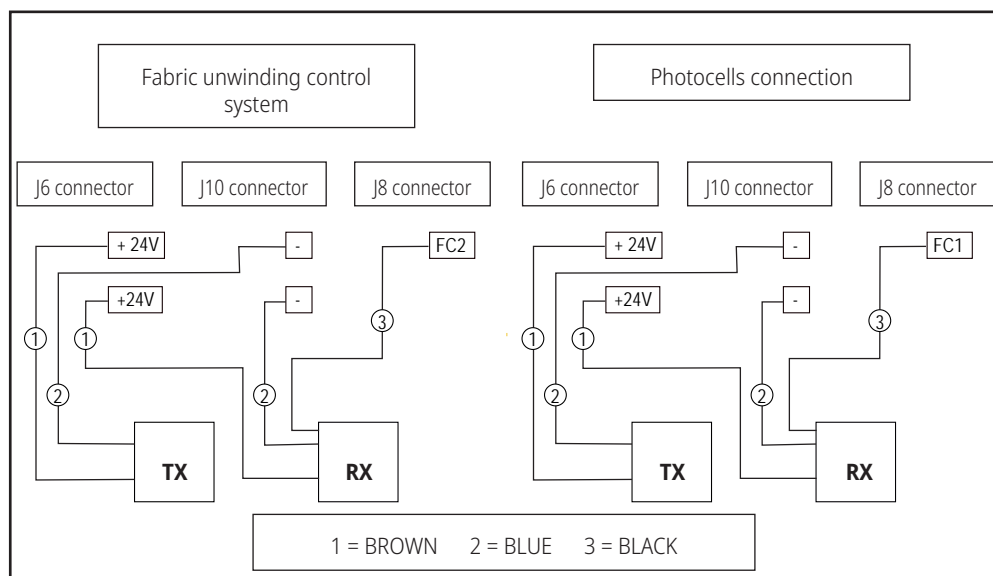 Fabric unwinding control
system
Photocells connection
J6 connector
J10 connector
J8 connector
J6 connector
J10 connector
J8 connector
+ 24V
-
FC2
+ 24V
-
FC1
+24V
-
+24V
-
1
1
3
1
1
3
2
2
2
2
TX
RX
TX
RX
1 = BROWN 2 = BLUE 3 = BLACK